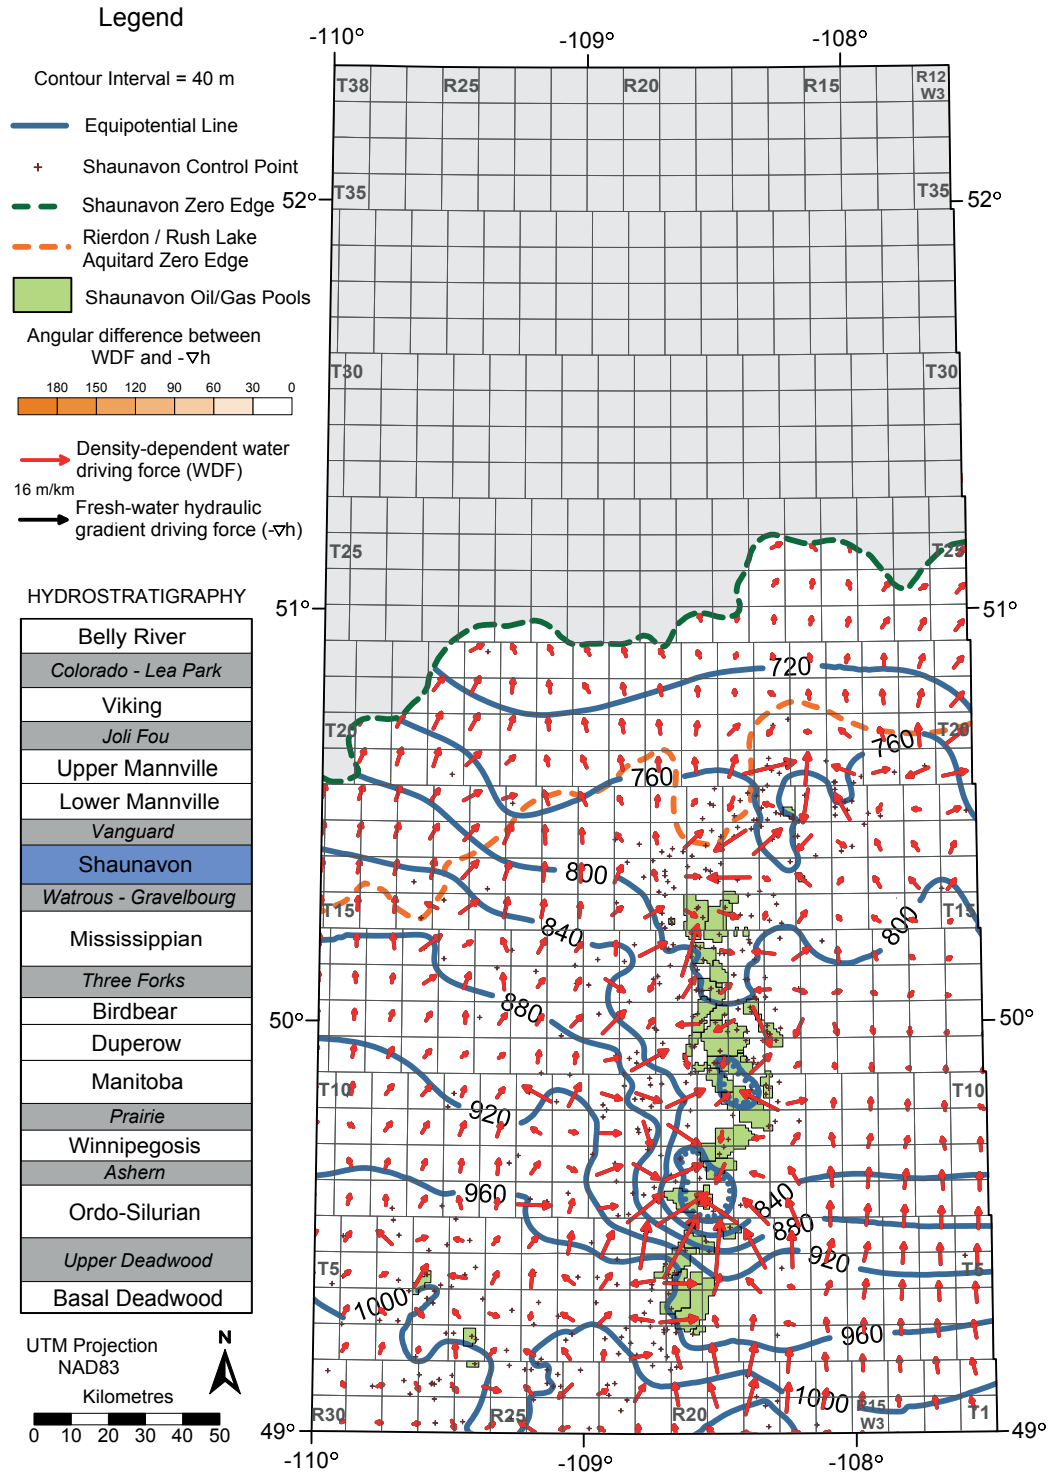 Legend
Contour Interval = 40 m
Equipotential Line
Shaunavon Control Point
Shaunavon Zero Edge
Rierdon / Rush Lake
Aquitard Zero Edge
Shaunavon Oil/Gas Pools
Angular difference between
WDF and -∇h
180 150 120 90 60 30 0
Density-dependent water
driving force (WDF)
16 m/km
Fresh-water hydraulic
gradient driving force (-∇h)
HYDROSTRATIGRAPHY
Belly River
Colorado - Lea Park
Viking
Joli Fou
Upper Mannville
Lower Mannville
Vanguard
Shaunavon
Watrous - Gravelbourg
Mississippian
Three Forks
Birdbear
Duperow
Manitoba
Prairie
Winnipegosis
Ashern
Ordo-Silurian
Upper Deadwood
Basal Deadwood
UTM Projection
NAD83
N
Kilometres
0 10 20 30 40 50
-110° -109° -108°
T38 R25 R20 R15 R12
W3
52° T35 T35 52°
T30 T30
T25 T25
51° 51°
720
T20 T20
760
760
800
T15 T15
800
840
880
50° 50°
T10 T10
920
960
840
880
920
T5 T5
1000
960
1000
R30 R25 R20 R15
W3
T1
49° 49°
-110° -109° -108°